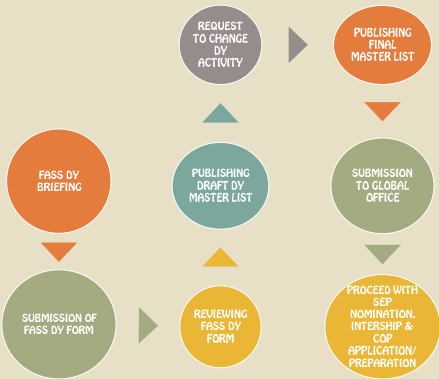 FASS DY
BRIEFING
SUBMISSION OF
FASS DY FORM
REVIEWING
FASS DY
FORM
PUBLISHING
DRAFT DY
MASTER LIST
REQUEST
TO CHANGE
DY
ACTIVITY
PUBLISHING
FINAL
MASTER LIST
SUBMISSION
TO GLOBAL
OFFICE
PROCEED WITH
SEP
NOMINATION,
INTERSHIP &
COP
APPLICATION/
PREPARATION